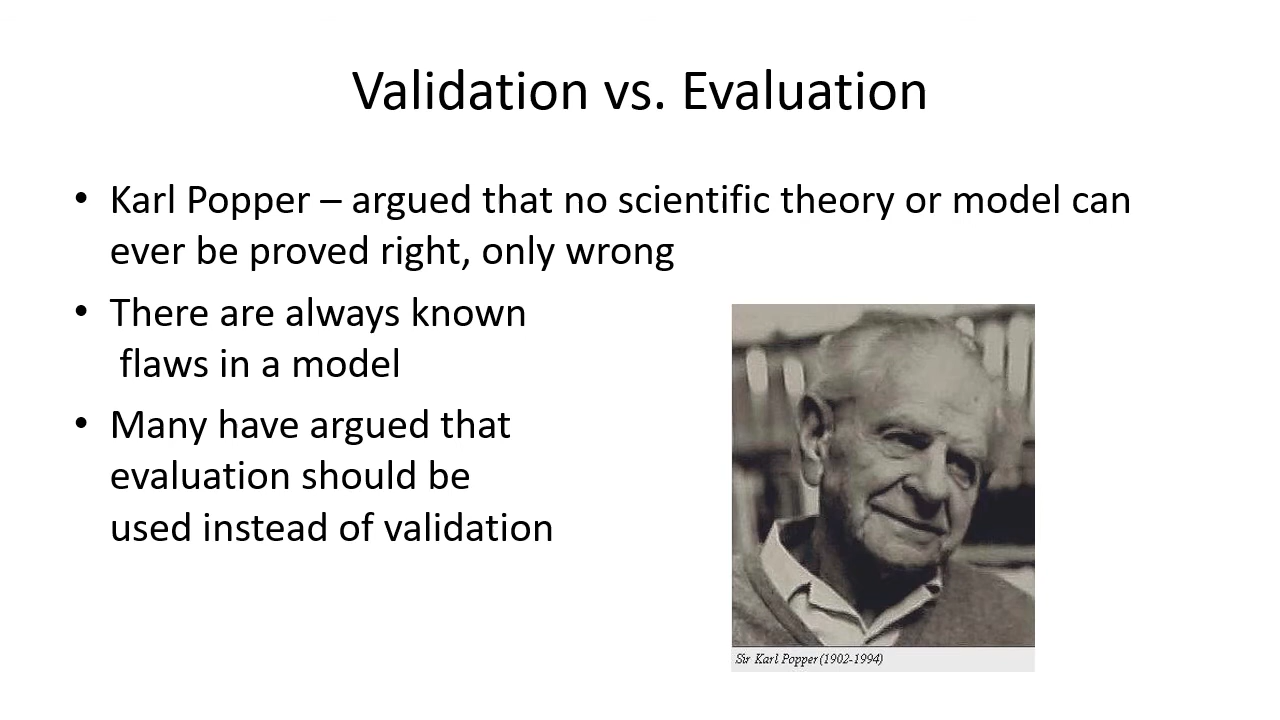 Validation vs. Evaluation
• Karl Popper – argued that no scientific theory or model can
ever be proved right, only wrong
• There are always known
flaws in a model
• Many have argued that
evaluation should be
used instead of validation
Sir Karl Popper (1902-1994)